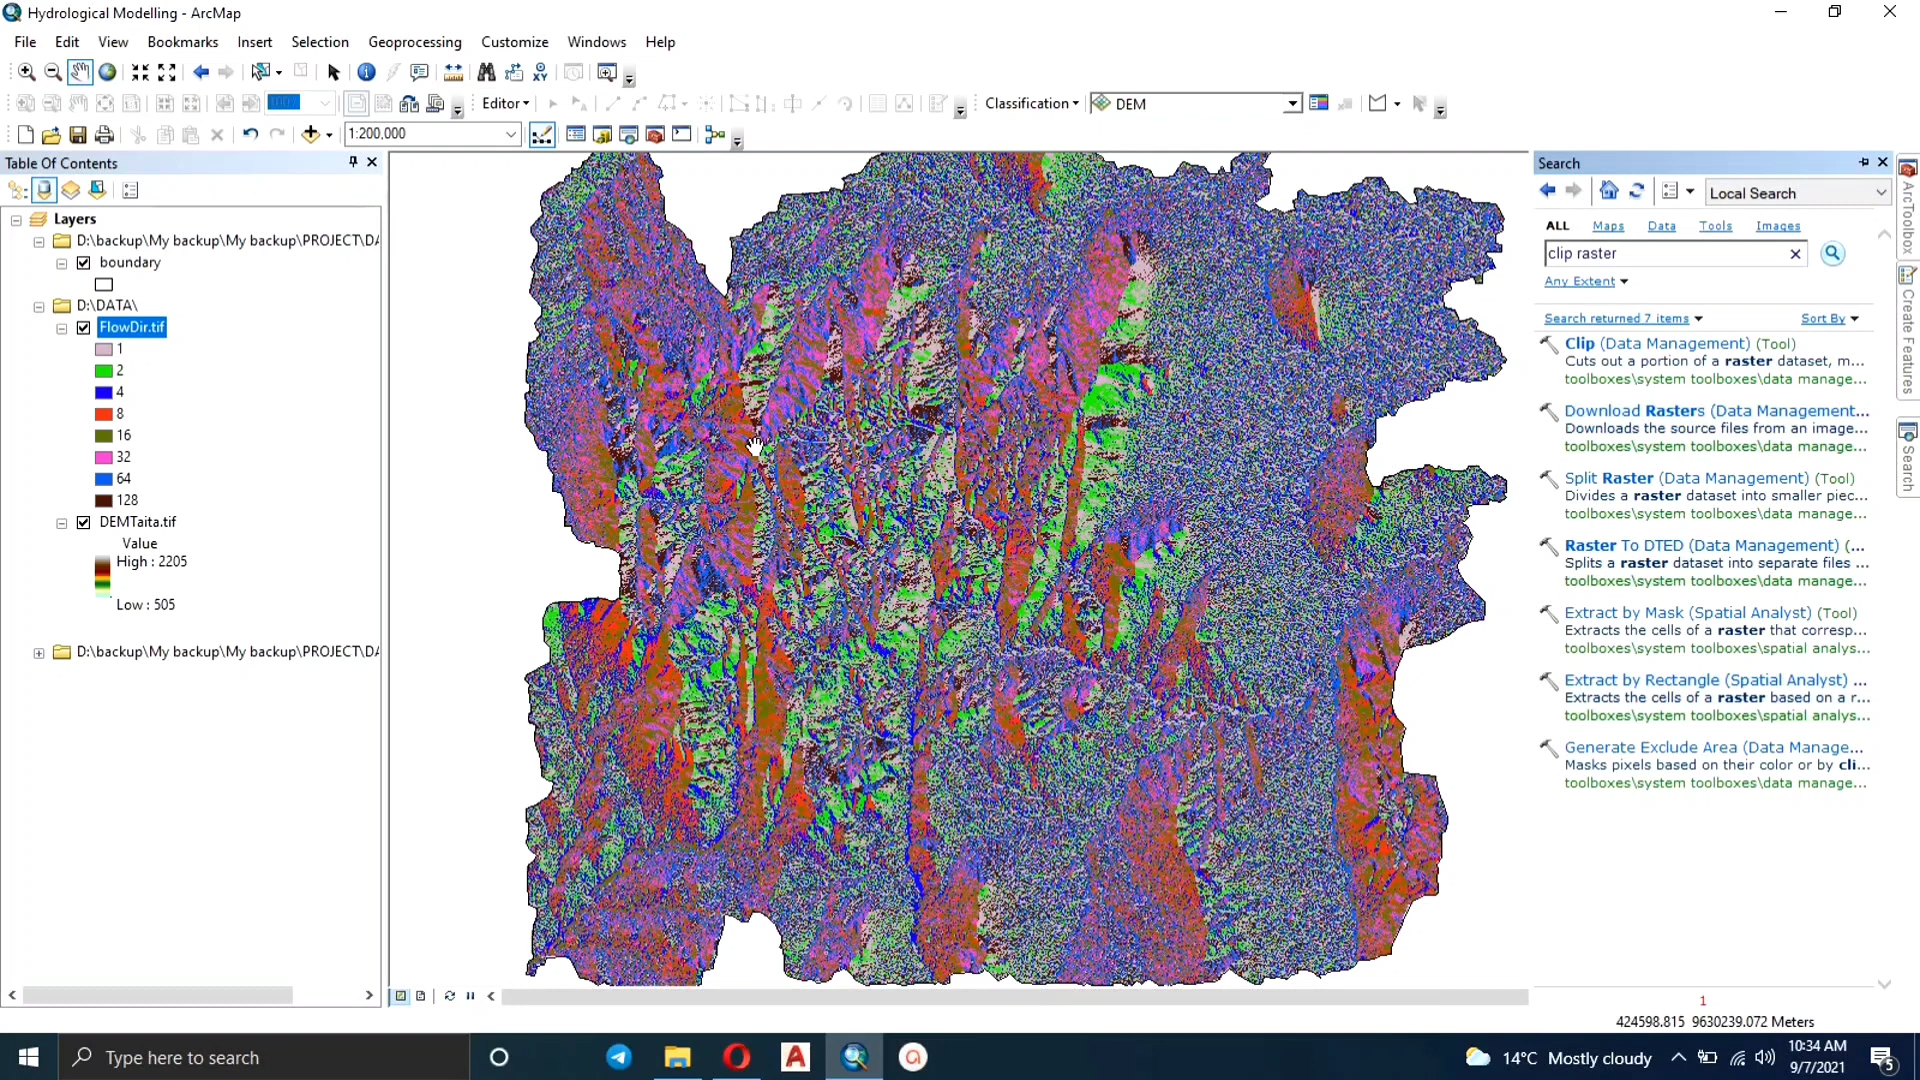 Hydrological Modelling - ArcMap
File Edit View Bookmarks Insert Selection Geoprocessing Customize Windows Help
Editor
Classification
DEM
1:200,000
Table Of Contents
Layers
D:\backup\My backup\My backup\PROJECT\DA
boundary
D:\DATA\
FlowDir.tif
1
2
4
8
16
32
64
128
DEMTaita.tif
Value
High : 2205
Low : 505
D:\backup\My backup\My backup\PROJECT\DA
Search
Local Search
ALL Maps Data Tools Images
clip raster
Any Extent
Search returned 7 items Sort By
Clip (Data Management) (Tool)
Cuts out a portion of a raster dataset, m...
toolboxes\system toolboxes\data manage...
Download Rasters (Data Management...
Downloads the source files from an image...
toolboxes\system toolboxes\data manage...
Split Raster (Data Management) (Tool)
Divides a raster dataset into smaller piec...
toolboxes\system toolboxes\data manage...
Raster To DTED (Data Management) (...
Splits a raster dataset into separate files ...
toolboxes\system toolboxes\data manage...
Extract by Mask (Spatial Analyst) (Tool)
Extracts the cells of a raster that corresp...
toolboxes\system toolboxes\spatial analys...
Extract by Rectangle (Spatial Analyst) ...
Extracts the cells of a raster based on a r...
toolboxes\system toolboxes\spatial analys...
Generate Exclude Area (Data Manage...
Masks pixels based on their color or by cli...
toolboxes\system toolboxes\data manage...
ArcToolbox
Create Features
Search
1
424598.815 9630239.072 Meters
Type here to search
14°C Mostly cloudy
10:34 AM
9/7/2021
5